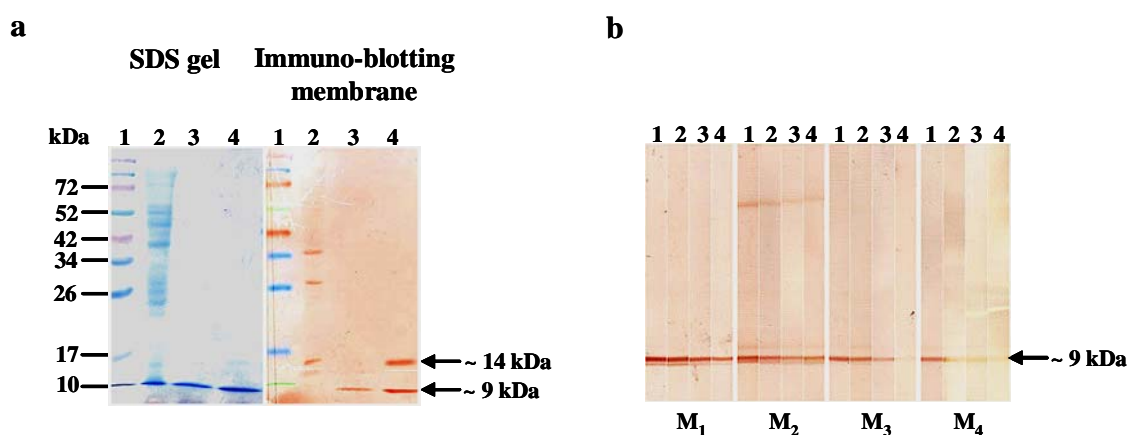 a
SDS gel
Immuno-blotting
membrane
kDa 1 2 3 4 1 2 3 4
72
52
42
34
26
17
10
~ 14 kDa
~ 9 kDa
b
1 2 3 4 1 2 3 4 1 2 3 4 1 2 3 4
~ 9 kDa
M1 M2 M3 M4